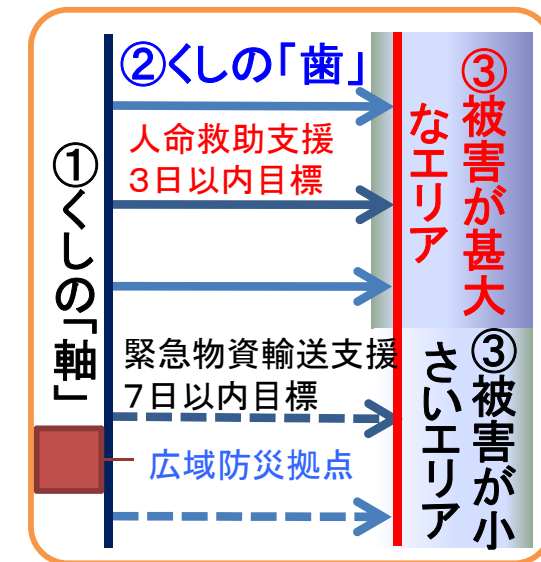 ①くしの「軸」
②くしの「歯」
人命救助支援
3日以内目標
③被害が甚大
なエリア
緊急物資輸送支援
7日以内目標
広域防災拠点
③被害が小
さいエリア